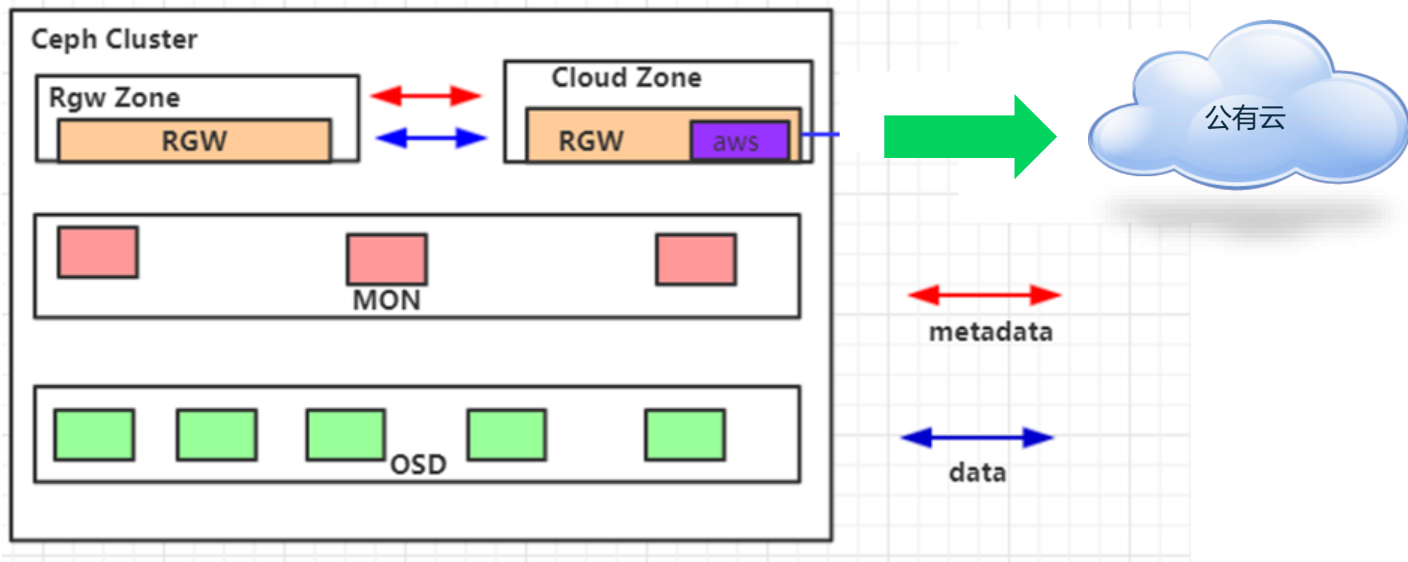 Ceph Cluster
Rgw Zone
RGW
Cloud Zone
RGW
aws
公有云
MON
metadata
OSD
data